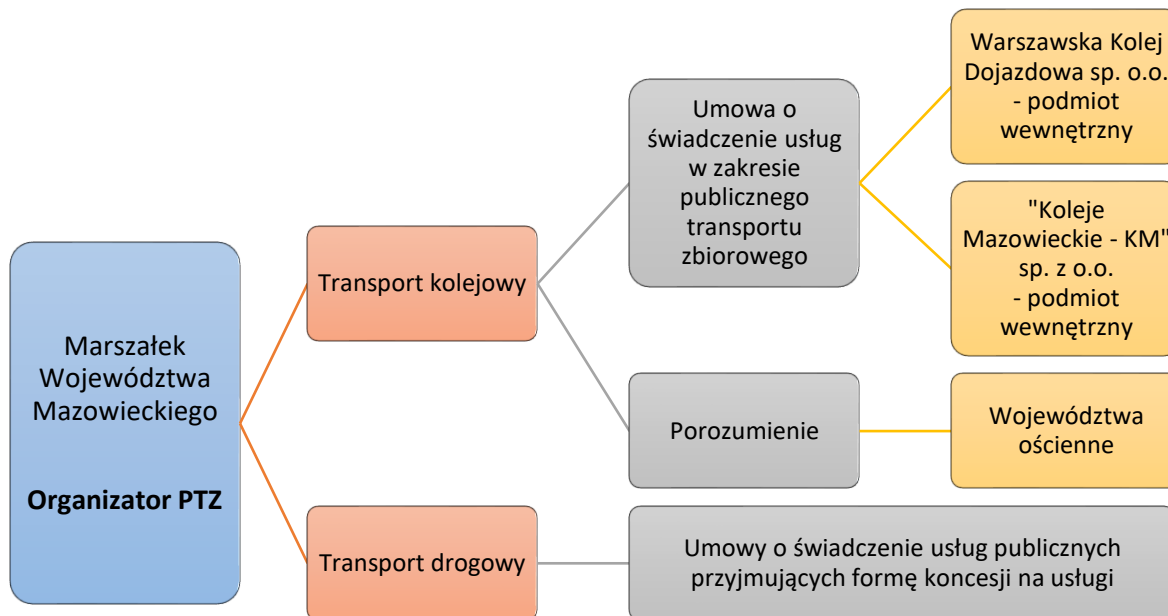 Marszałek
Województwa
Mazowieckiego
Organizator PTZ
Transport kolejowy
Transport drogowy
Umowa o
świadczenie usług
w zakresie
publicznego
transportu
zbiorowego
Porozumienie
Umowy o świadczenie usług publicznych
przyjmujących formę koncesji na usługi
Warszawska Kolej
Dojazdowa sp. o.o.
- podmiot
wewnętrzny
"Koleje
Mazowieckie - KM"
sp. z o.o.
- podmiot
wewnętrzny
Województwa
ościenne